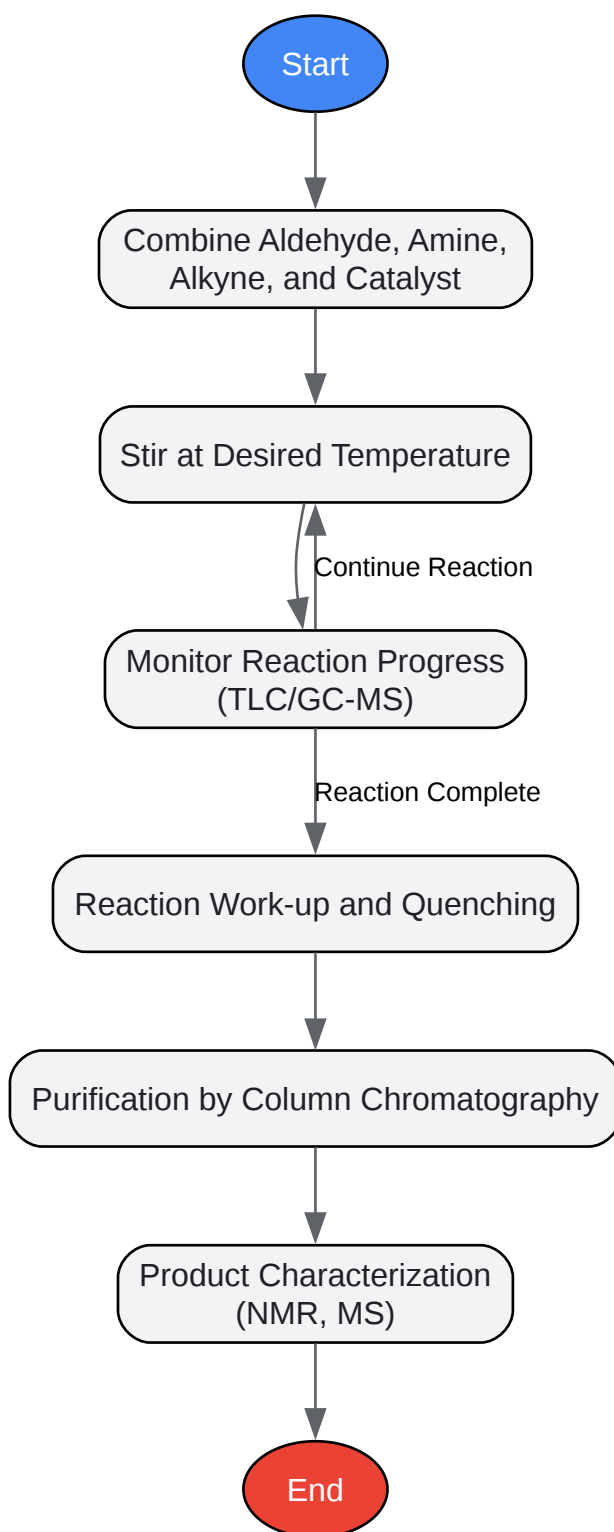 Start
Combine Aldehyde, Amine,
Alkyne, and Catalyst
Stir at Desired Temperature
Continue Reaction
Monitor Reaction Progress
(TLC/GC-MS)
Reaction Complete
Reaction Work-up and Quenching
Purification by Column Chromatography
Product Characterization
(NMR, MS)
End